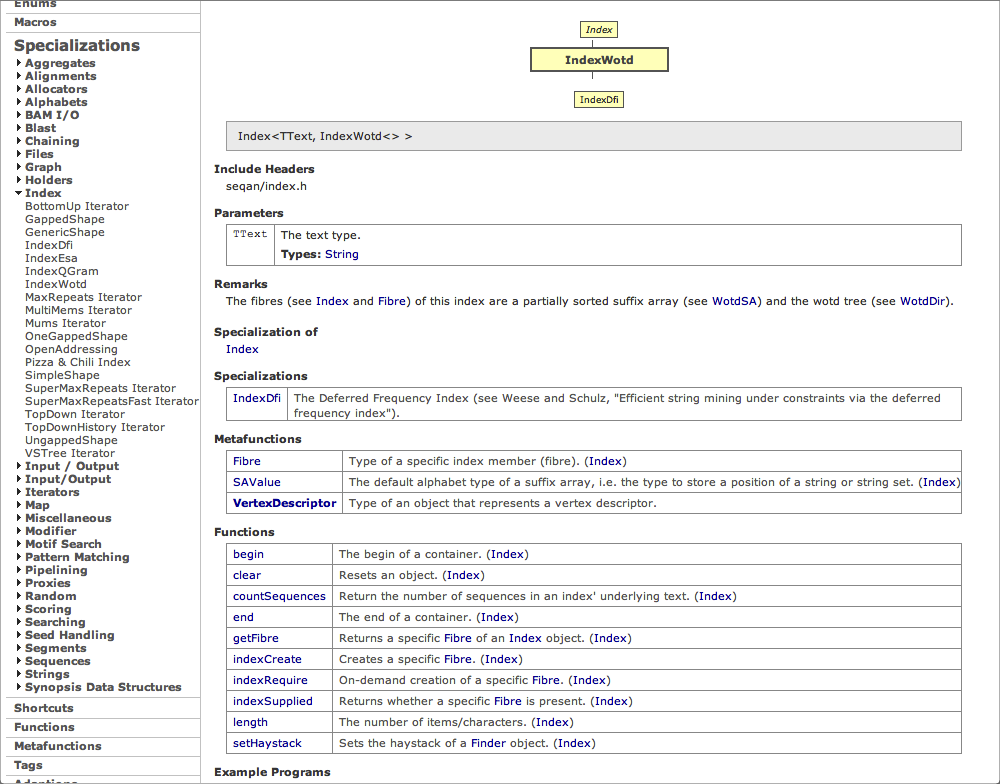 Enums
Macros
Specializations
Aggregates
Alignments
Allocators
Alphabets
BAM I/O
Blast
Chaining
Files
Graph
Holders
Index
BottomUp Iterator
GappedShape
GenericShape
IndexDfi
IndexEsa
IndexQGram
IndexWotd
MaxRepeats Iterator
MultiMems Iterator
Mums Iterator
OneGappedShape
OpenAddressing
Pizza & Chili Index
SimpleShape
SuperMaxRepeats Iterator
SuperMaxRepeatsFast Iterator
TopDown Iterator
TopDownHistory Iterator
UngappedShape
VSTree Iterator
Input / Output
Input/Output
Iterators
Map
Miscellaneous
Modifier
Motif Search
Pattern Matching
Pipelining
Proxies
Random
Scoring
Searching
Seed Handling
Segments
Sequences
Strings
Synopsis Data Structures
Shortcuts
Functions
Metafunctions
Tags
Adaptions
Index
IndexWotd
IndexDfi
Index<TText, IndexWotd<> >
Include Headers
seqan/index.h
Parameters
TText The text type.
Types: String
Remarks
The fibres (see Index and Fibre) of this index are a partially sorted suffix array (see WotdSA) and the wotd tree (see WotdDir).
Specialization of
Index
Specializations
IndexDfi The Deferred Frequency Index (see Weese and Schulz, "Efficient string mining under constraints via the deferred
frequency index").
Metafunctions
Fibre Type of a specific index member (fibre). (Index)
SAValue The default alphabet type of a suffix array, i.e. the type to store a position of a string or string set. (Index)
VertexDescriptor Type of an object that represents a vertex descriptor.
Functions
begin The begin of a container. (Index)
clear Resets an object. (Index)
countSequences Return the number of sequences in an index' underlying text. (Index)
end The end of a container. (Index)
getFibre Returns a specific Fibre of an Index object. (Index)
indexCreate Creates a specific Fibre. (Index)
indexRequire On-demand creation of a specific Fibre. (Index)
indexSupplied Returns whether a specific Fibre is present. (Index)
length The number of items/characters. (Index)
setHaystack Sets the haystack of a Finder object. (Index)
Example Programs